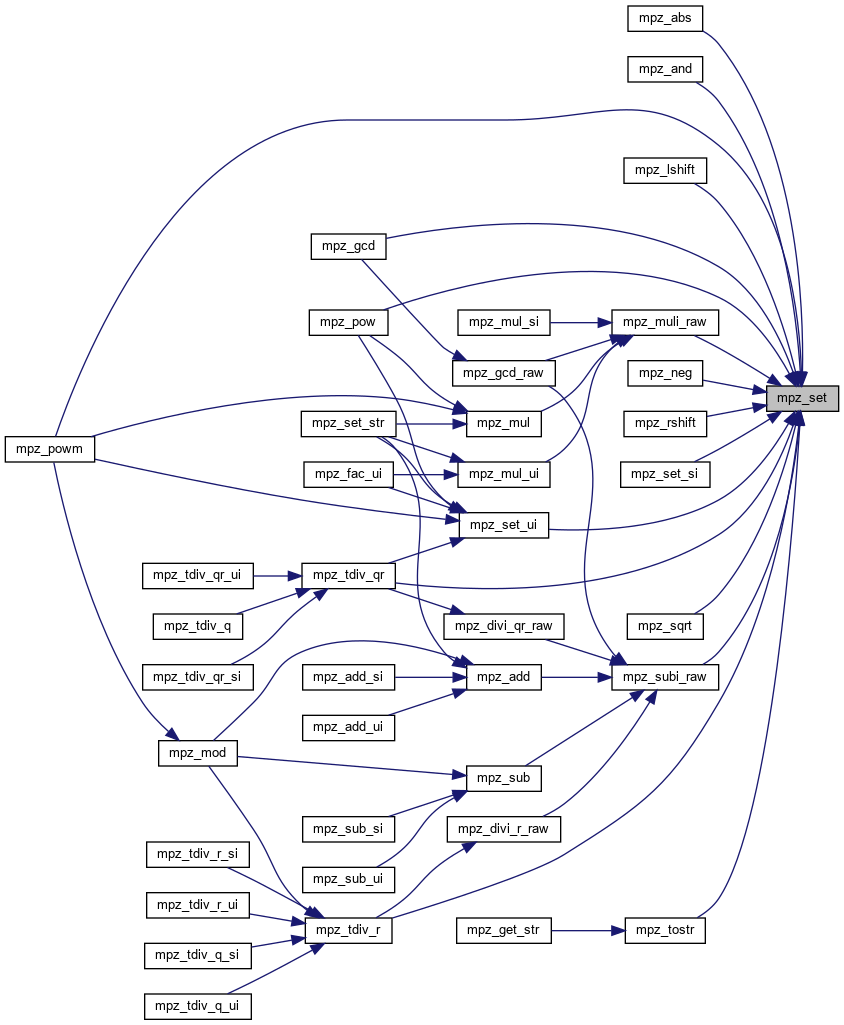 mpz_abs
mpz_and
mpz_lshift
mpz_gcd
mpz_pow
mpz_mul_si
mpz_muli_raw
mpz_gcd_raw
mpz_neg
mpz_set
mpz_set_str
mpz_mul
mpz_rshift
mpz_powm
mpz_fac_ui
mpz_mul_ui
mpz_set_si
mpz_set_ui
mpz_tdiv_qr_ui
mpz_tdiv_qr
mpz_tdiv_q
mpz_divi_qr_raw
mpz_sqrt
mpz_tdiv_qr_si
mpz_add_si
mpz_add
mpz_subi_raw
mpz_add_ui
mpz_mod
mpz_sub
mpz_sub_si
mpz_divi_r_raw
mpz_tdiv_r_si
mpz_sub_ui
mpz_tdiv_r_ui
mpz_tdiv_r
mpz_get_str
mpz_tostr
mpz_tdiv_q_si
mpz_tdiv_q_ui